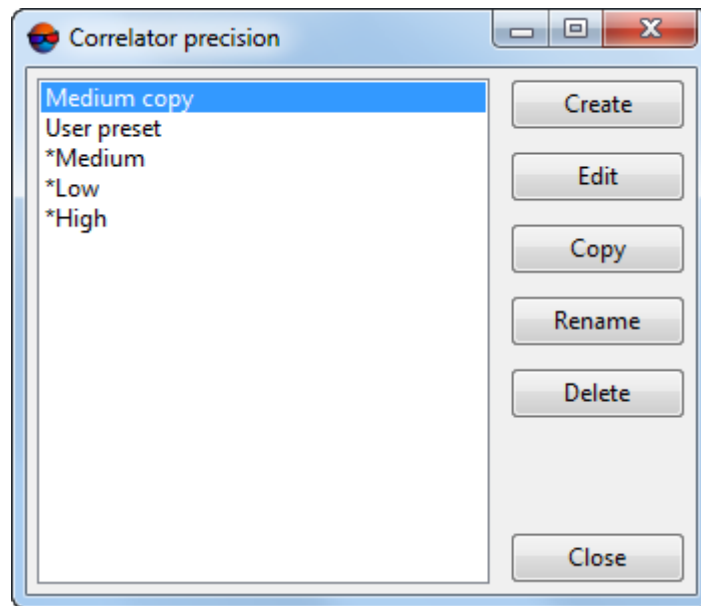 Correlator precision
Medium copy
User preset
*Medium
*Low
*High
Create
Edit
Copy
Rename
Delete
Close